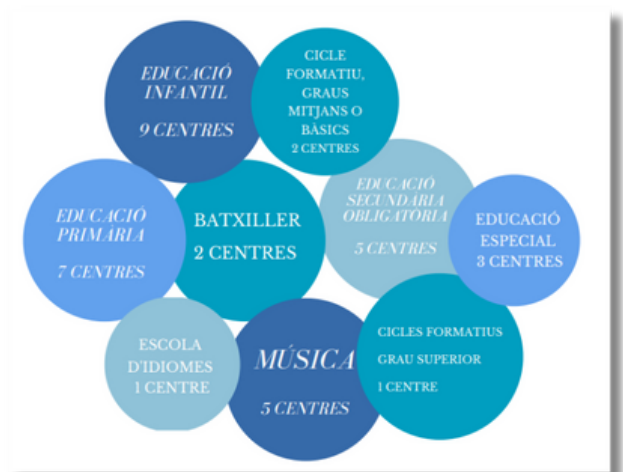 EDUCACIÓ
INFANTIL
9 CENTRES
CICLE
FORMATIU,
GRAUS
MITJANS O
BÀSICS
2 CENTRES
EDUCACIÓ
PRIMÀRIA
7 CENTRES
BATXILLER
2 CENTRES
EDUCACIÓ
SECUNDARIA
OBLIGATÒRIA
5 CENTRES
EDUCACIÓ
ESPECIAL
3 CENTRES
ESCOLA
D'IDIOMES
1 CENTRE
MÚSICA
5 CENTRES
CICLES FORMATIUS
GRAU SUPERIOR
1 CENTRE